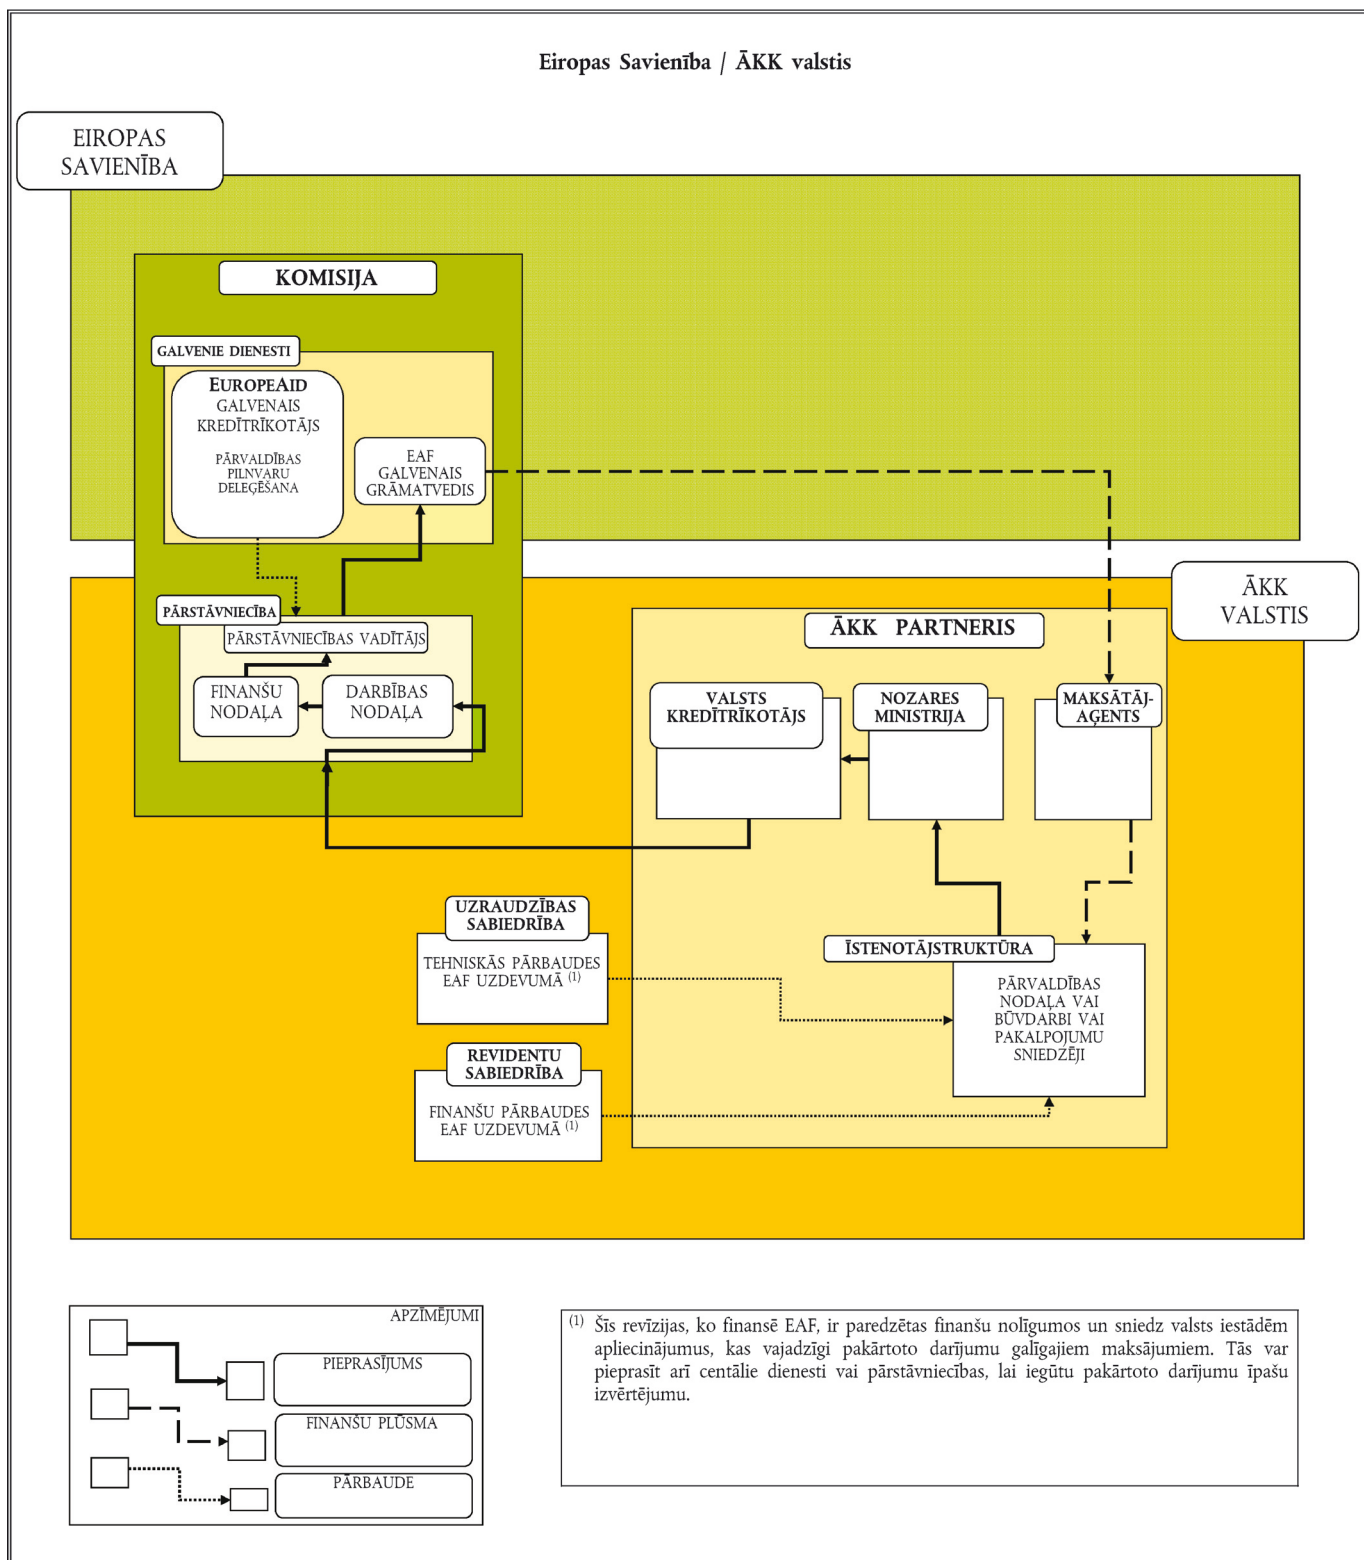 Eiropas Savienība / ĀKK valstis
EIROPAS
SAVIENĪBA
KOMISIJA
GALVENIE DIENESTI
EUROPEAID
GALVENAIS
KREDĪTRĪKOTĀJS
PĀRVALDĪBAS
PILNVARU
DELEĢĒŠANA
EAF
GALVENAIS
GRĀMATVEDIS
ĀKK
VALSTIS
PĀRSTĀVNIECĪBA
PĀRSTĀVNIECĪBAS VADĪTĀJS
FINANŠU
NODAĻA
DARBĪBAS
NODAĻA
ĀKK PARTNERIS
VALSTS
KREDĪTRĪKOTĀJS
NOZARES
MINISTRIJA
MAKSĀTĀJ-
AĢENTS
UZRAUDZĪBAS
SABIEDRĪBA
TEHNISKĀS PĀRBAUDES
EAF UZDEVUMĀ (1)
ĪSTENOTĀJSTRUKTŪRA
PĀRVALDĪBAS
NODAĻA VAI
BŪVDARBI VAI
PAKALPOJUMU
SNIEDZĒJI
REVIDENTU
SABIEDRĪBA
FINANŠU PĀRBAUDES
EAF UZDEVUMĀ (1)
APZĪMĒJUMI
PIEPRASĪJUMS
FINANŠU PLŪSMA
PĀRBAUDE
(1) Šīs revīzijas, ko finansē EAF, ir paredzētas finanšu nolīgumos un sniedz valsts iestādēm
apliecinājumus, kas vajadzīgi pakārtoto darījumu galīgajiem maksājumiem. Tās var
pieprasīt arī centālie dienesti vai pārstāvniecības, lai iegūtu pakārtoto darījumu īpašu
izvērtējumu.